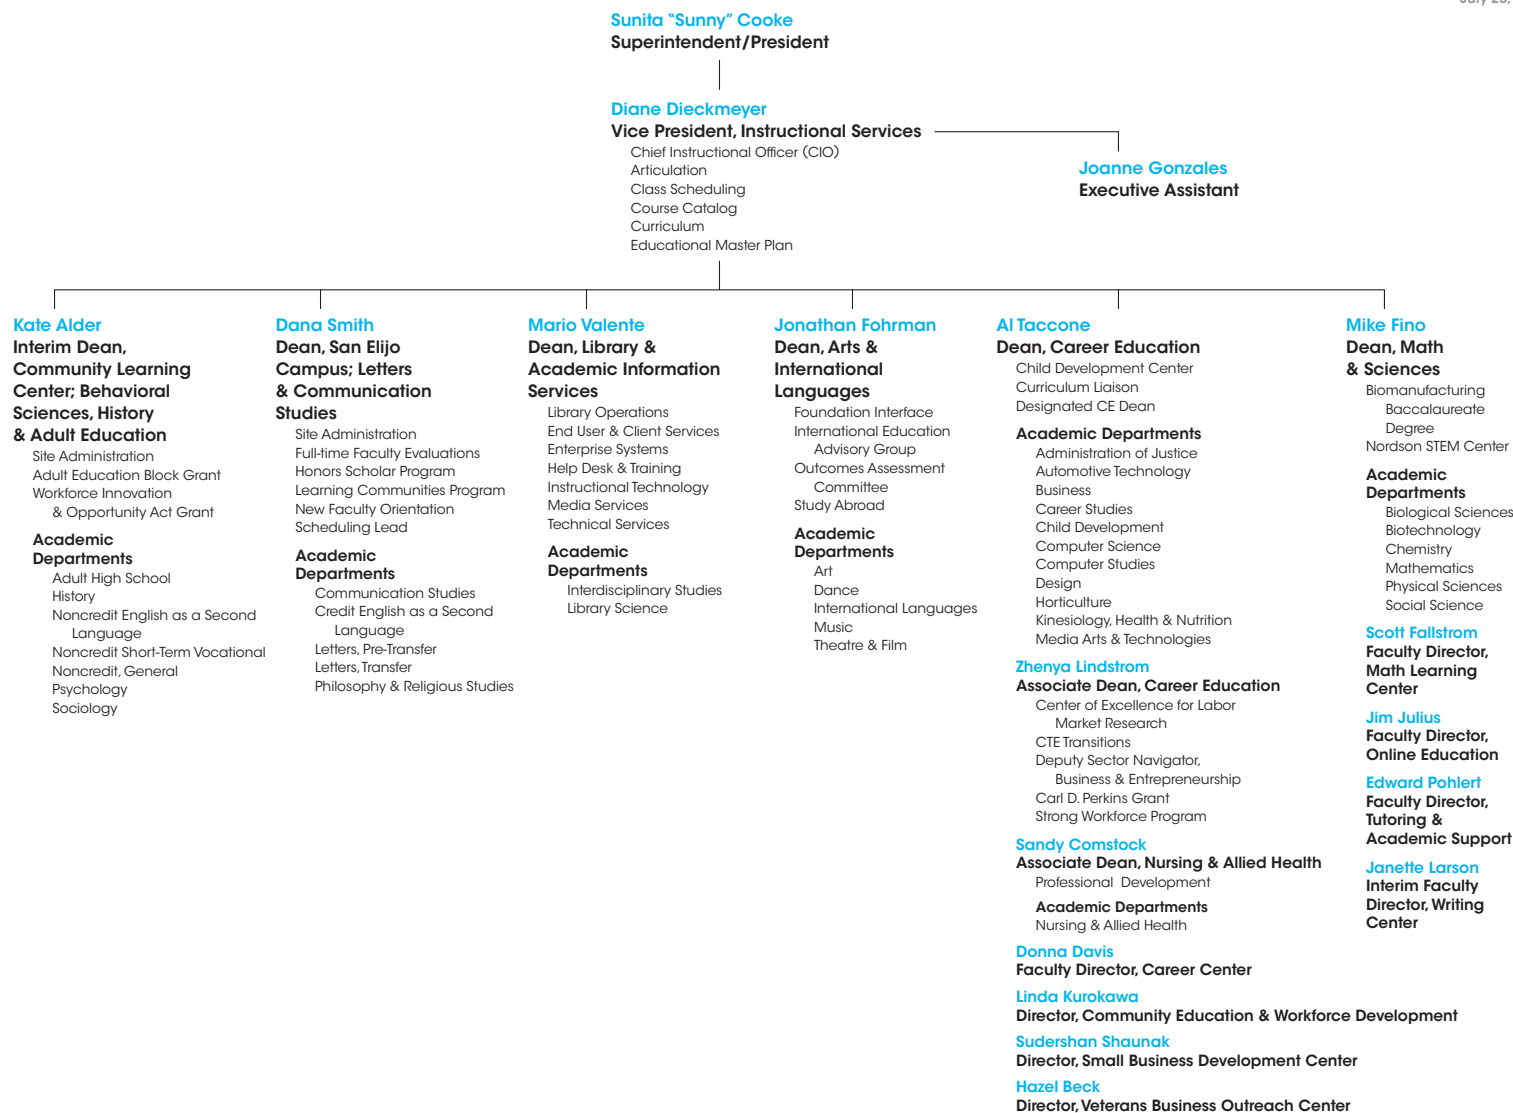 July 26,
Sunita “Sunny” Cooke
Superintendent/President
Diane Dieckmeyer
Vice President, Instructional Services
Chief Instructional Officer (CIO)
Articulation
Class Scheduling
Course Catalog
Curriculum
Educational Master Plan
Joanne Gonzales
Executive Assistant
Kate Alder
Interim Dean,
Community Learning
Center; Behavioral
Sciences, History
& Adult Education
Site Administration
Adult Education Block Grant
Workforce Innovation
& Opportunity Act Grant
Academic
Departments
Adult High School
History
Noncredit English as a Second
Language
Noncredit Short-Term Vocational
Noncredit, General
Psychology
Sociology
Dana Smith
Dean, San Elijo
Campus; Letters
& Communication
Studies
Site Administration
Full-time Faculty Evaluations
Honors Scholar Program
Learning Communities Program
New Faculty Orientation
Scheduling Lead
Academic
Departments
Communication Studies
Credit English as a Second
Language
Letters, Pre-Transfer
Letters, Transfer
Philosophy & Religious Studies
Mario Valente
Dean, Library &
Academic Information
Services
Library Operations
End User & Client Services
Enterprise Systems
Help Desk & Training
Instructional Technology
Media Services
Technical Services
Academic
Departments
Interdisciplinary Studies
Library Science
Jonathan Fohrman
Dean, Arts &
International
Languages
Foundation Interface
International Education
Advisory Group
Outcomes Assessment
Committee
Study Abroad
Academic
Departments
Art
Dance
International Languages
Music
Theatre & Film
Al Taccone
Dean, Career Education
Child Development Center
Curriculum Liaison
Designated CE Dean
Academic Departments
Administration of Justice
Automotive Technology
Business
Career Studies
Child Development
Computer Science
Computer Studies
Design
Horticulture
Kinesiology, Health & Nutrition
Media Arts & Technologies
Zhenya Lindstrom
Associate Dean, Career Education
Center of Excellence for Labor
Market Research
CTE Transitions
Deputy Sector Navigator,
Business & Entrepreneurship
Carl D. Perkins Grant
Strong Workforce Program
Sandy Comstock
Associate Dean, Nursing & Allied Health
Professional Development
Academic Departments
Nursing & Allied Health
Donna Davis
Faculty Director, Career Center
Linda Kurokawa
Director, Community Education & Workforce Development
Sudershan Shaunak
Director, Small Business Development Center
Hazel Beck
Director, Veterans Business Outreach Center
Mike Fino
Dean, Math
& Sciences
Biomanufacturing
Baccalaureate
Degree
Nordson STEM Center
Academic
Departments
Biological Sciences
Biotechnology
Chemistry
Mathematics
Physical Sciences
Social Science
Scott Fallstrom
Faculty Director,
Math Learning
Center
Jim Julius
Faculty Director,
Online Education
Edward Pohlert
Faculty Director,
Tutoring &
Academic Support
Janette Larson
Interim Faculty
Director, Writing
Center